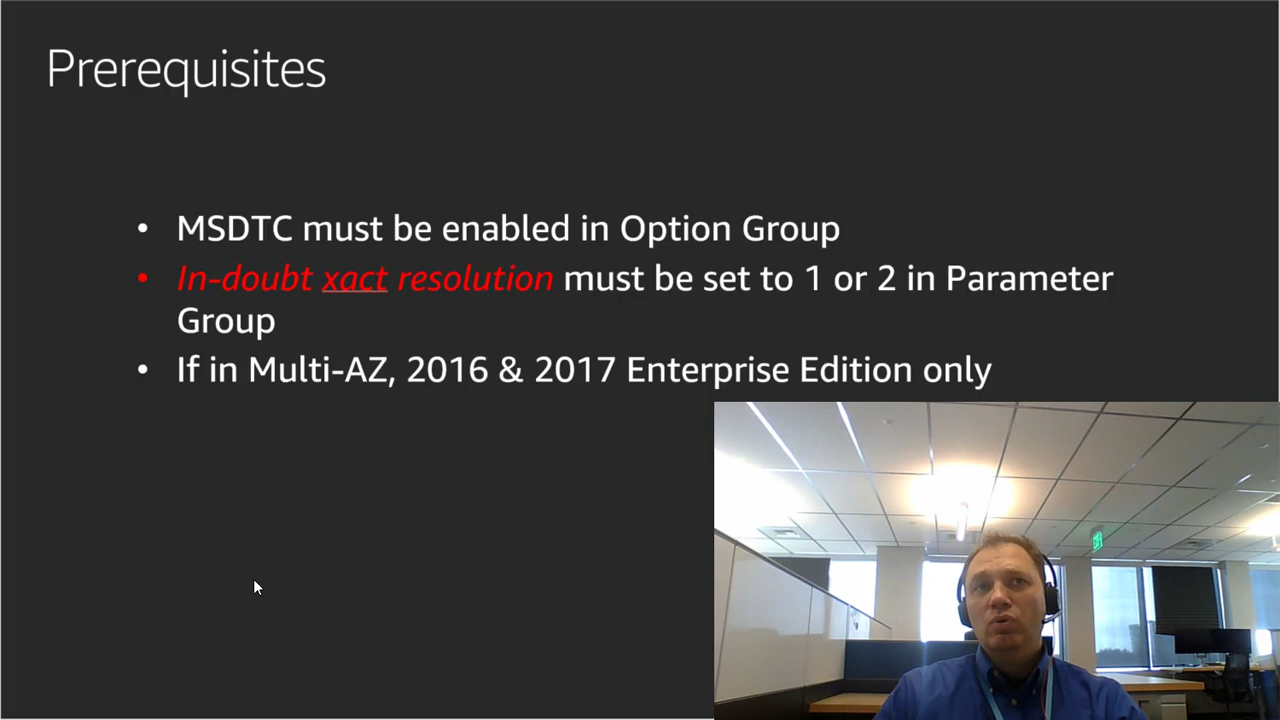 Prerequisites
• MSDTC must be enabled in Option Group
• In-doubt xact resolution must be set to 1 or 2 in Parameter
Group
• If in Multi-AZ, 2016 & 2017 Enterprise Edition only